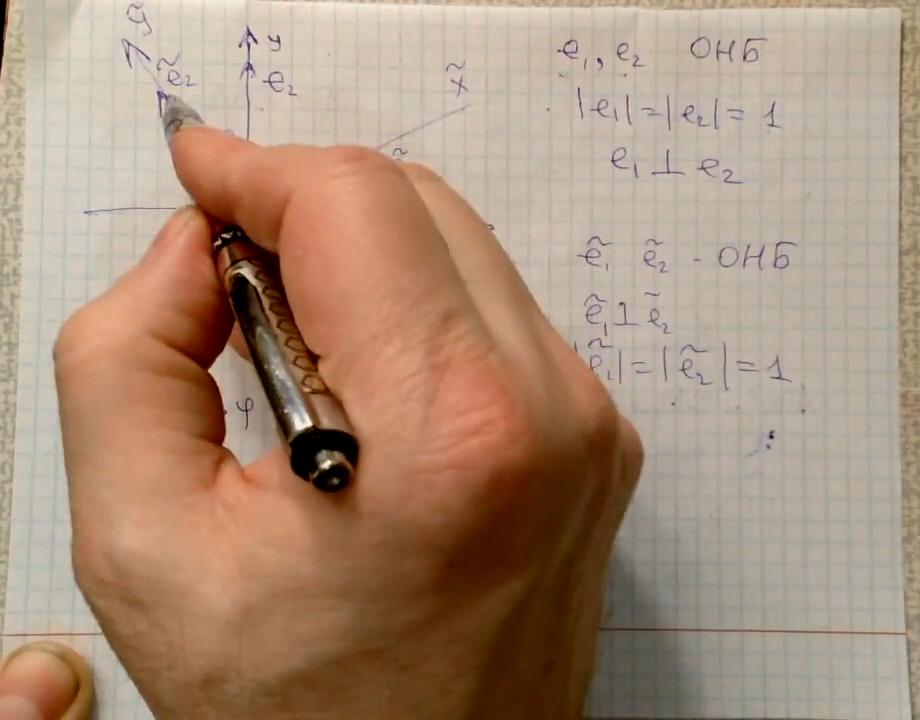 ỹ
y
ẽ₂
e₂
x̃
φ
e₁, e₂ ОНБ
|e₁|=|e₂|=1
e₁ ⊥ e₂
ẽ₁ ẽ₂ - ОНБ
ẽ₁ ⊥ ẽ₂
|ẽ₁|=|ẽ₂|=1